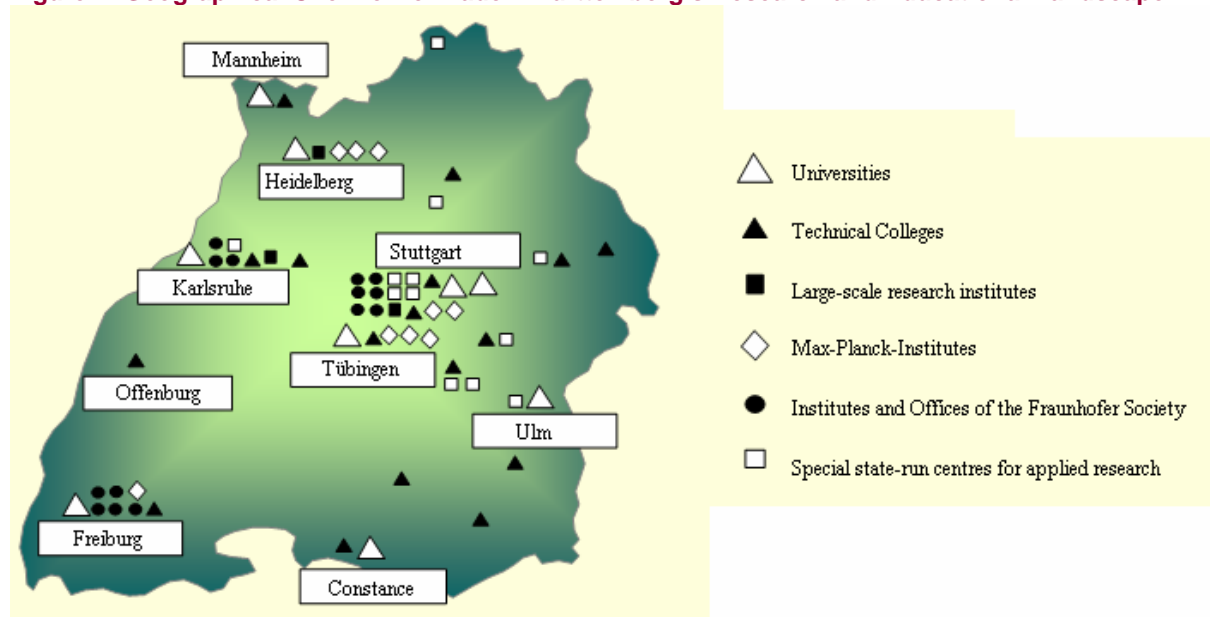 Mannheim
Heidelberg
Stuttgart
Karlsruhe
Tübingen
Offenburg
Ulm
Freiburg
Constance
Universities
Technical Colleges
Large-scale research institutes
Max-Planck-Institutes
Institutes and Offices of the Fraunhofer Society
Special state-run centres for applied research